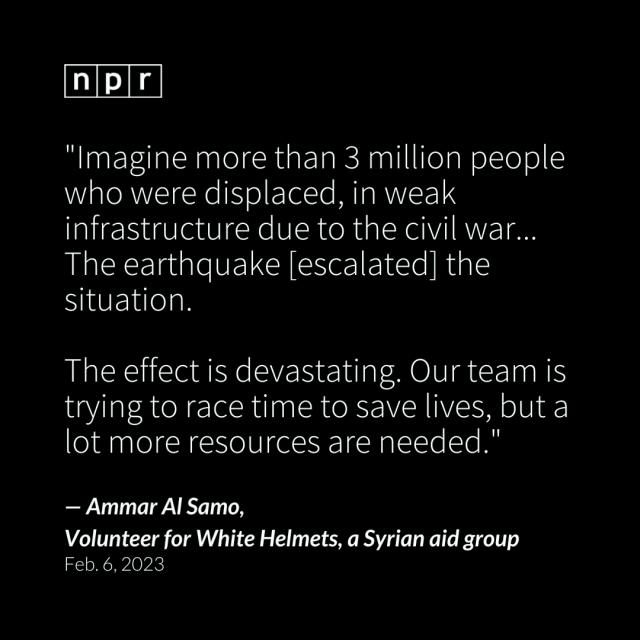 npr
"Imagine more than 3 million people
who were displaced, in weak
infrastructure due to the civil war...
The earthquake [escalated] the
situation.
The effect is devastating. Our team is
trying to race time to save lives, but a
lot more resources are needed."
— Ammar Al Samo,
Volunteer for White Helmets, a Syrian aid group
Feb. 6, 2023